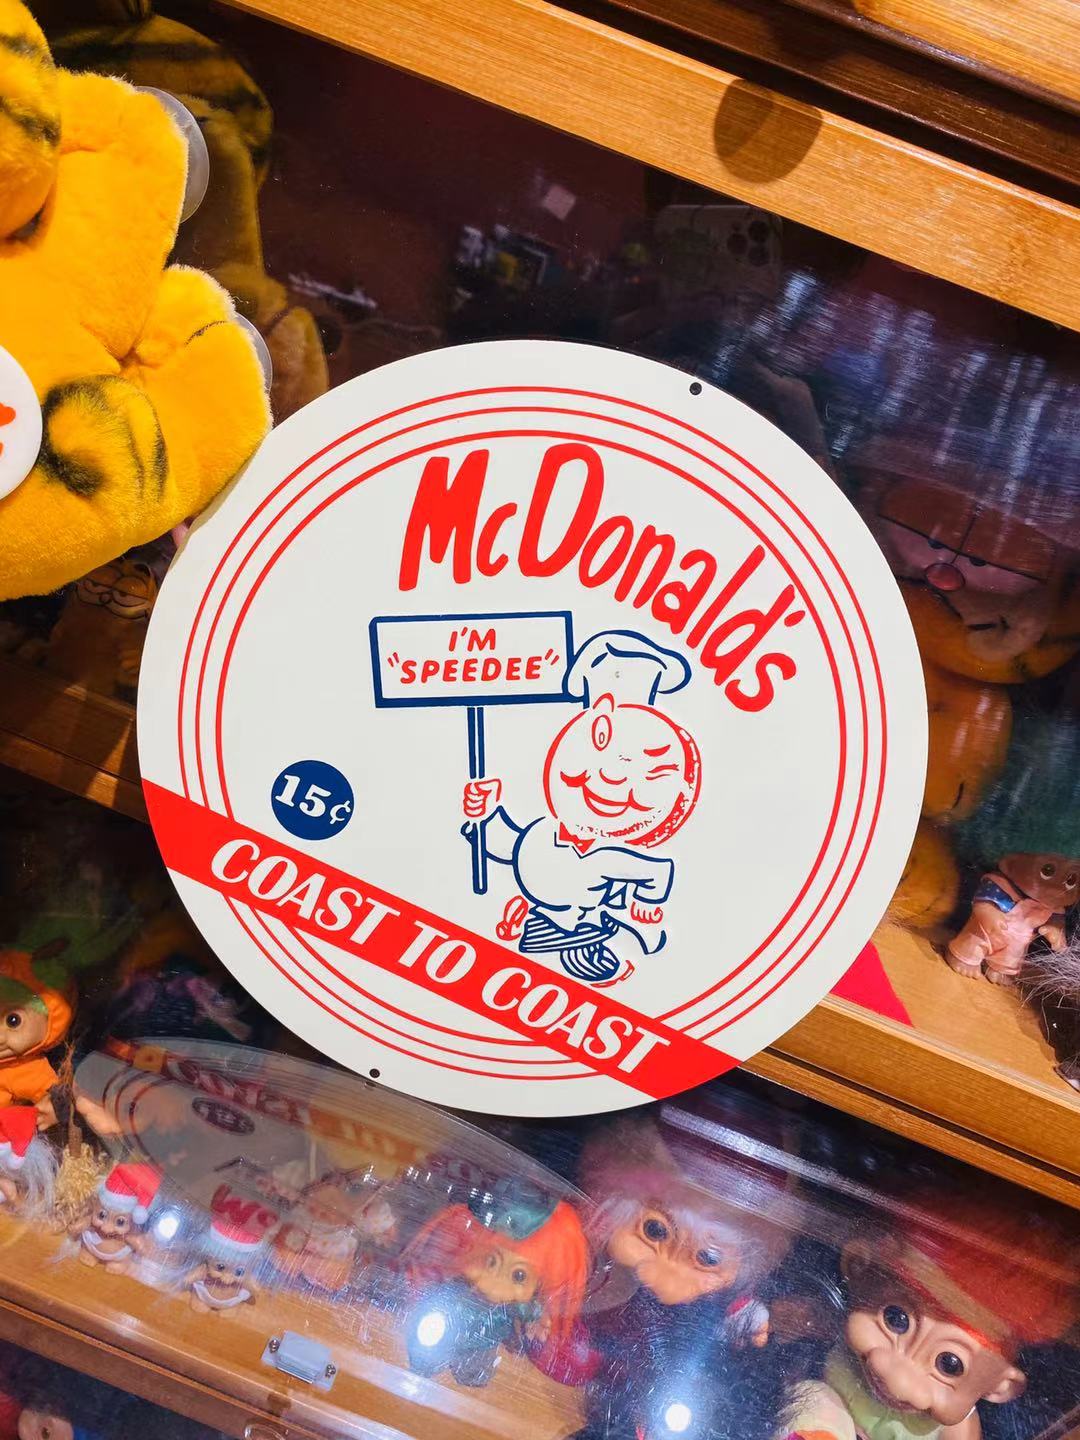 McDonald's
I'M
"SPEEDEE"
15¢
COAST TO COAST